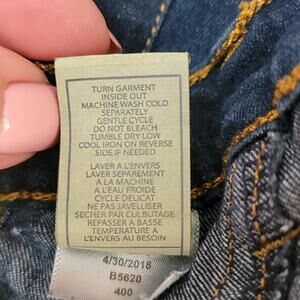 TURN GARMENT
INSIDE OUT
MACHINE WASH COLD
SEPARATELY
GENTLE CYCLE
DO NOT BLEACH
TUMBLE DRY LOW
COOL IRON ON REVERSE
SIDE IF NEEDED
LAVER A L'ENVERS
LAVER SEPAREMENT
A LA MACHINE
A L'EAU FROIDE
CYCLE DELICAT
NE PAS JAVELLISER
SECHER PAR CULBUTAGE
REPASSER A BASSE
TEMPERATURE A
L'ENVERS AU BESOIN
4/30/2018
B5620
400